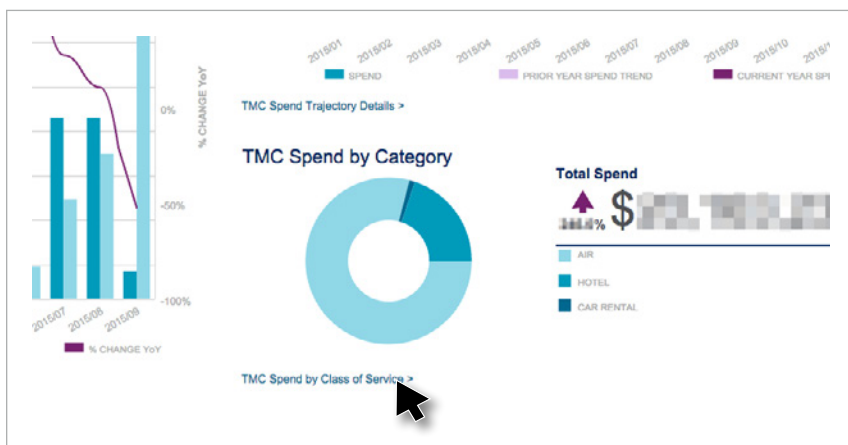 0%
-50%
-100%
% CHANGE YoY
2015/07
2015/08
2015/09
% CHANGE YoY
2015/01
2015/02
2015/03
2015/04
2015/05
2015/06
2015/07
2015/08
2015/09
2015/10
SPEND
PRIOR YEAR SPEND TREND
CURRENT YEAR
TMC Spend Trajectory Details >
TMC Spend by Category
Total Spend
% $
AIR
HOTEL
CAR RENTAL
TMC Spend by Class of Service >